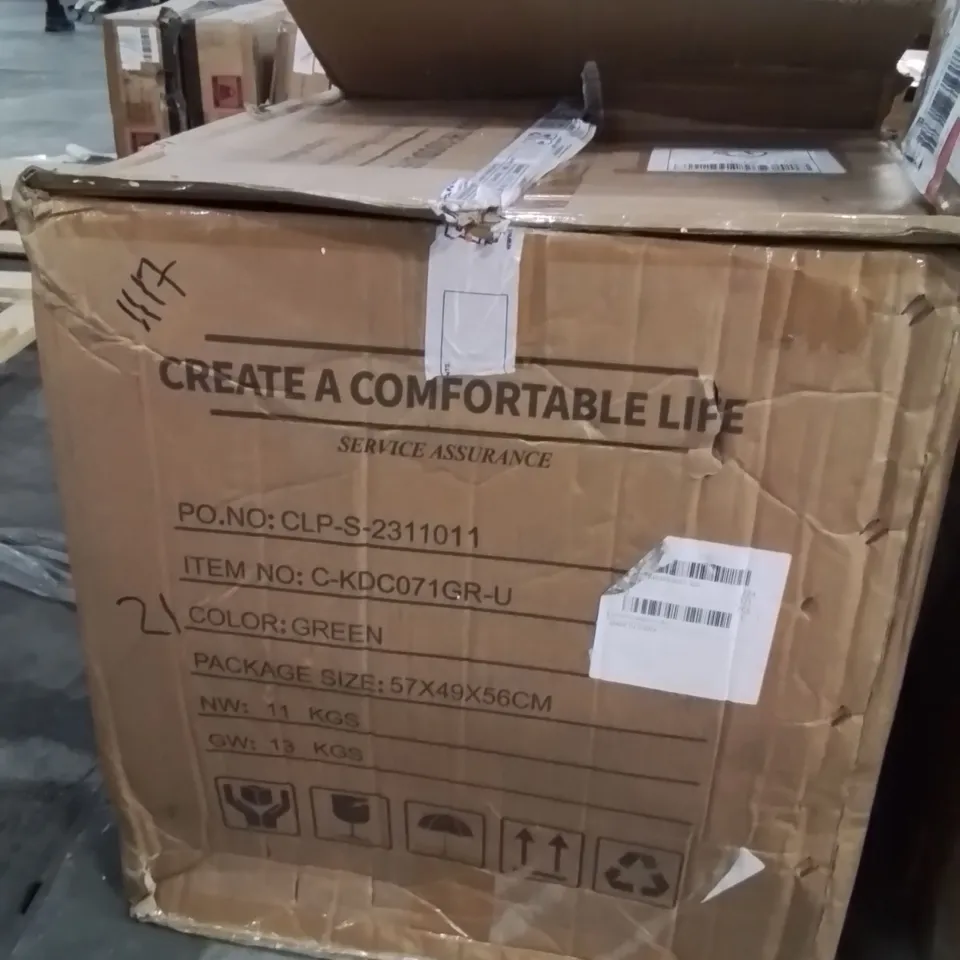 1117
CREATE A COMFORTABLE LIFE
SERVICE ASSURANCE
PO.NO: CLP-S-2311011
ITEM NO: C-KDC071GR-U
21
COLOR: GREEN
PACKAGE SIZE: 57X49X56CM
NW: 11 KGS
GW: 13 KGS